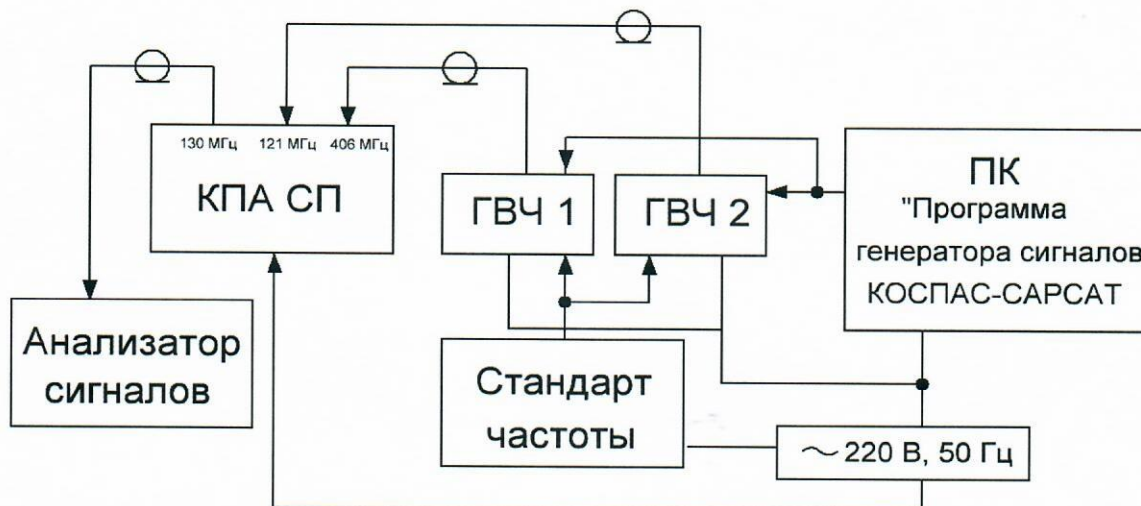 130 МГц 121 МГц 406 МГц
КПА СП
ГВЧ 1
ГВЧ 2
ПК
"Программа
генератора сигналов
КОСПАС-САРСАТ
Анализатор
сигналов
Стандарт
частоты
~ 220 В, 50 Гц